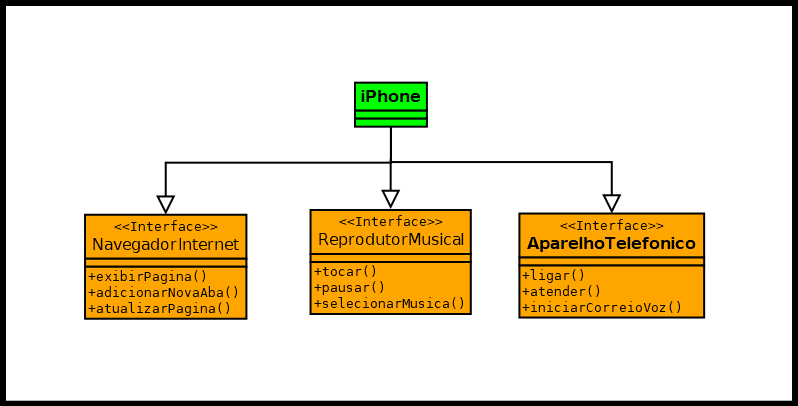 iPhone
<<Interface>>
NavegadorInternet
+exibirPagina()
+adicionarNovaAba()
+atualizarPagina()
<<Interface>>
ReprodutorMusical
+tocar()
+pausar()
+selecionarMusica()
<<Interface>>
AparelhoTelefonico
+ligar()
+atender()
+iniciarCorreioVoz()